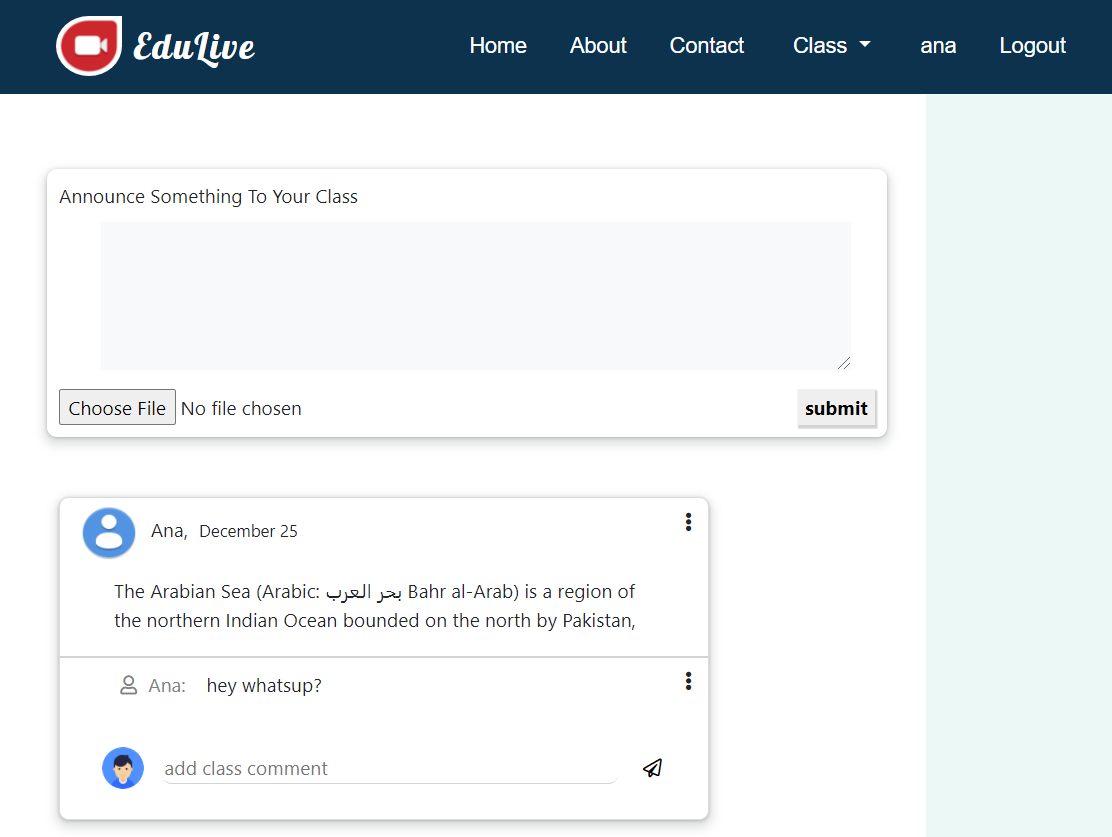 EduLive
Home About Contact Class ana Logout
Announce Something To Your Class
Choose File No file chosen
submit
Ana, December 25
The Arabian Sea (Arabic: بحر العرب Bahr al-Arab) is a region of
the northern Indian Ocean bounded on the north by Pakistan,
Ana: hey whatsup?
add class comment